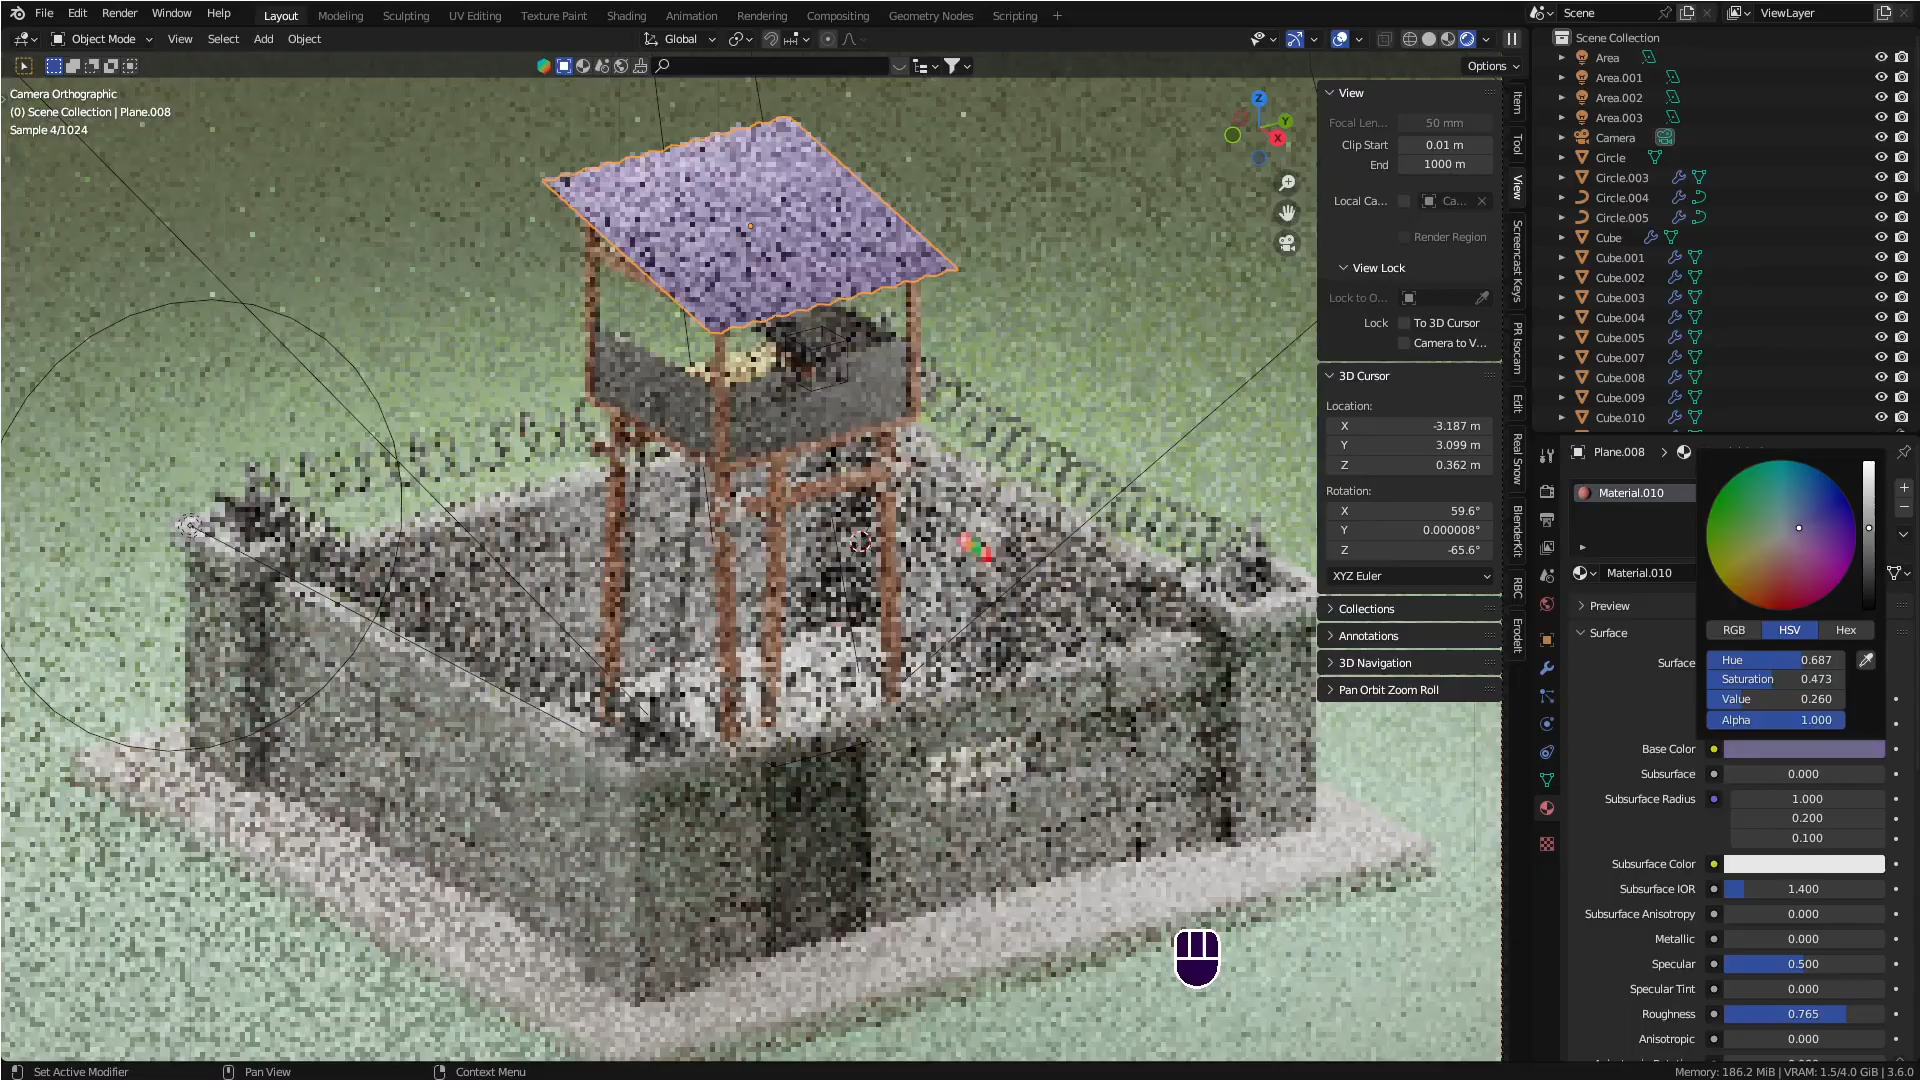 File Edit Render Window Help
Layout Modeling Sculpting UV Editing Texture Paint Shading Animation Rendering Compositing Geometry Nodes Scripting +
Scene
ViewLayer
Object Mode View Select Add Object
Global
Options
Camera Orthographic
(0) Scene Collection | Plane.008
Sample 4/1024
Z
Y
X
View
Focal Len... 50 mm
Clip Start 0.01 m
End 1000 m
Local Ca... Ca...
Render Region
View Lock
Lock to O...
Lock To 3D Cursor
Camera to V...
3D Cursor
Location:
X -3.187 m
Y 3.099 m
Z 0.362 m
Rotation:
X 59.6°
Y 0.000008°
Z -65.6°
XYZ Euler
Collections
Annotations
3D Navigation
Pan Orbit Zoom Roll
Item
Tool
View
Screencast Keys
PR Isocam
Edit
Real Snow
BlenderKit
RBC
Erodelt
Scene Collection
Area
Area.001
Area.002
Area.003
Camera
Circle
Circle.003
Circle.004
Circle.005
Cube
Cube.001
Cube.002
Cube.003
Cube.004
Cube.005
Cube.007
Cube.008
Cube.009
Cube.010
Plane.008
Material.010
Material.010
Preview
Surface
Surface
RGB HSV Hex
Hue 0.687
Saturation 0.473
Value 0.260
Alpha 1.000
Base Color
Subsurface 0.000
Subsurface Radius 1.000
0.200
0.100
Subsurface Color
Subsurface IOR 1.400
Subsurface Anisotropy 0.000
Metallic 0.000
Specular 0.500
Specular Tint 0.000
Roughness 0.765
Anisotropic 0.000
Set Active Modifier Pan View Context Menu
Memory: 186.2 MiB | VRAM: 1.5/4.0 GiB | 3.6.0